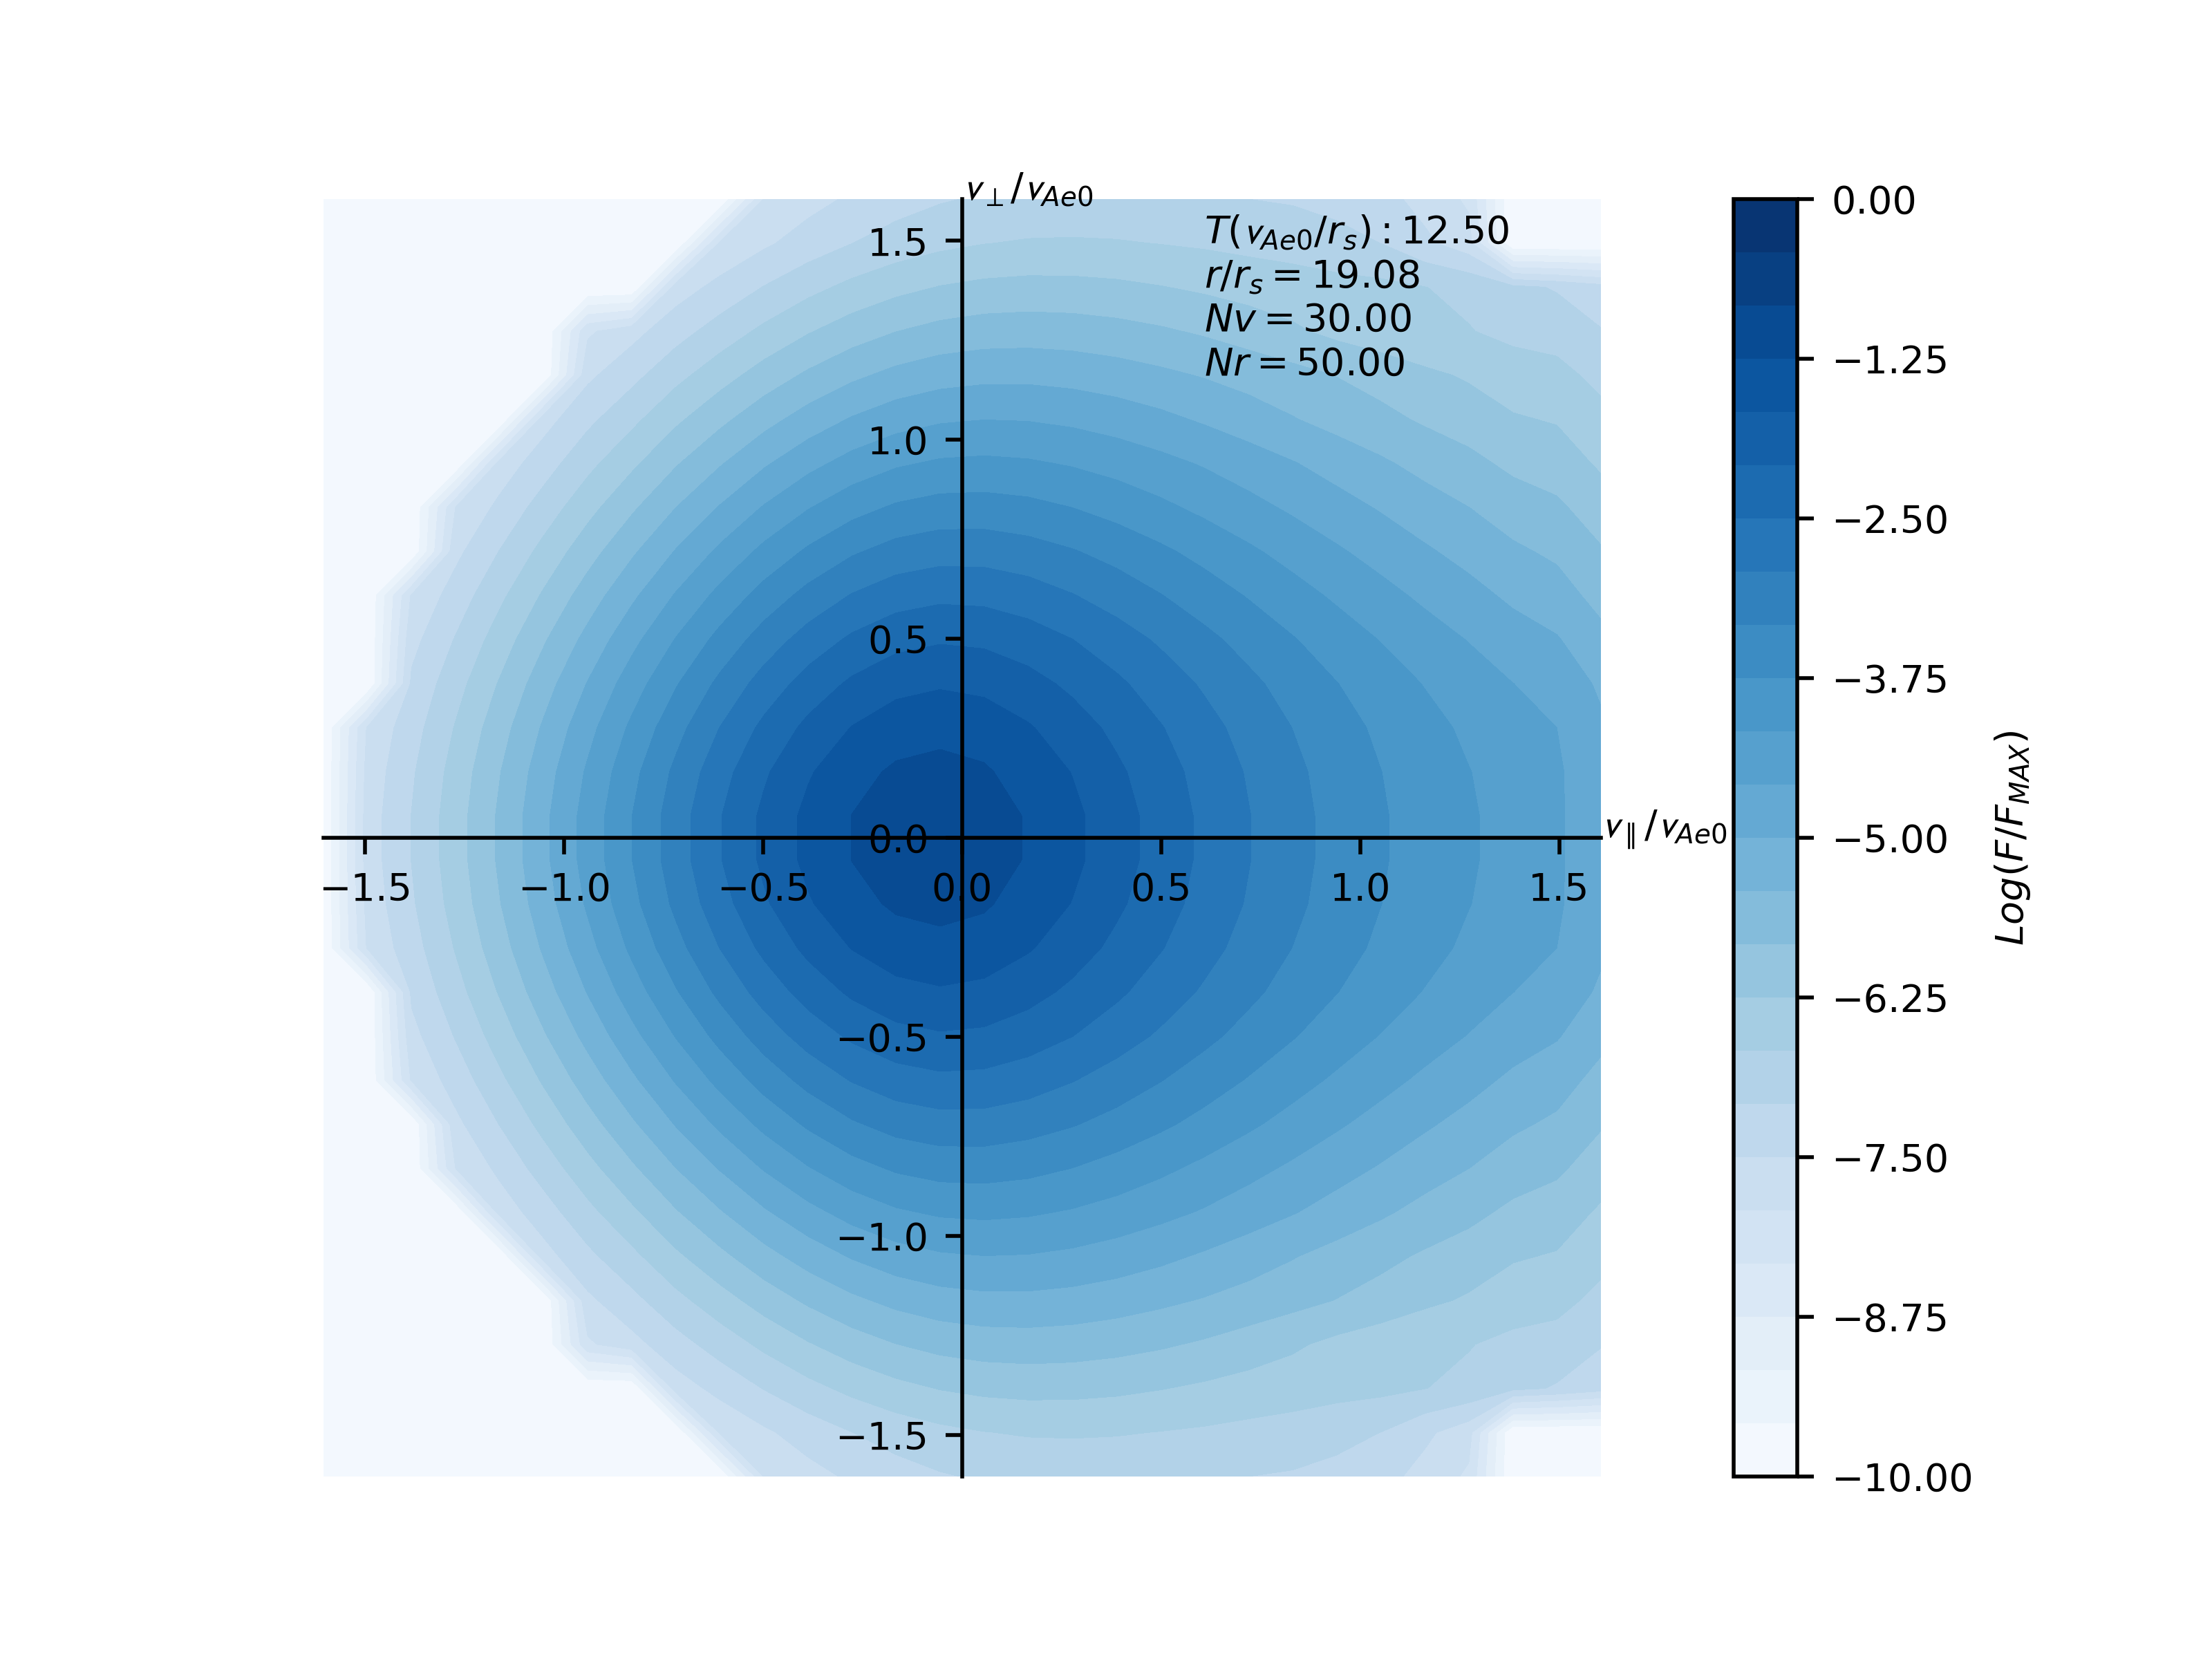 v⊥/vAe0
T(vAe0/rs) : 12.50
r/rs = 19.08
Nv = 30.00
Nr = 50.00
1.5
1.0
0.5
0.0
−0.5
−1.0
−1.5
−1.5 −1.0 −0.5 0.0 0.5 1.0 1.5
v∥/vAe0
0.00
−1.25
−2.50
−3.75
−5.00
−6.25
−7.50
−8.75
−10.00
Log(F/FMAX)